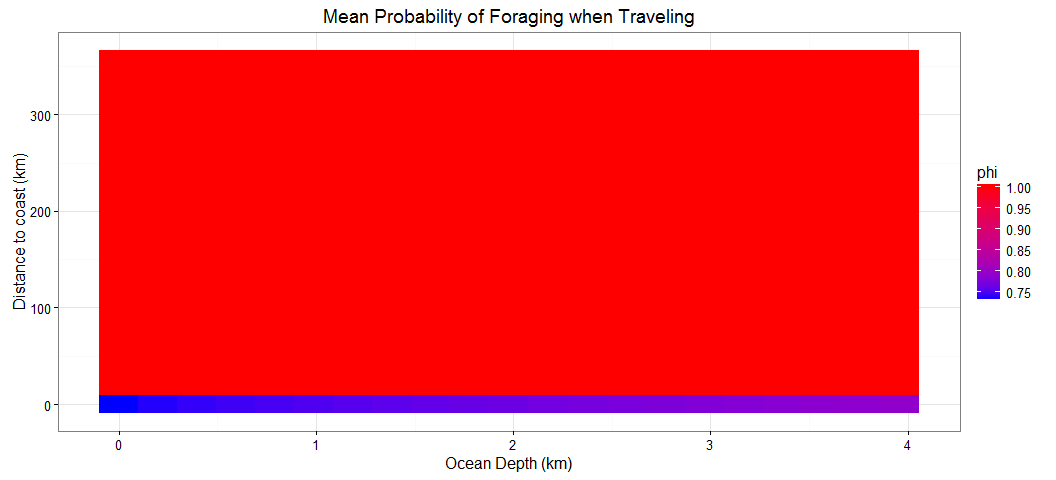 Mean Probability of Foraging when Traveling
Distance to coast (km)
300
200
100
0
0 1 2 3 4
Ocean Depth (km)
phi
1.00
0.95
0.90
0.85
0.80
0.75